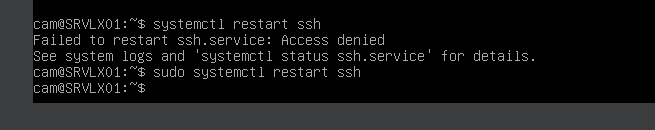 cam@SRVLX01:~$ systemctl restart ssh
Failed to restart ssh.service: Access denied
See system logs and 'systemctl status ssh.service' for details.
cam@SRVLX01:~$ sudo systemctl restart ssh
cam@SRVLX01:~$